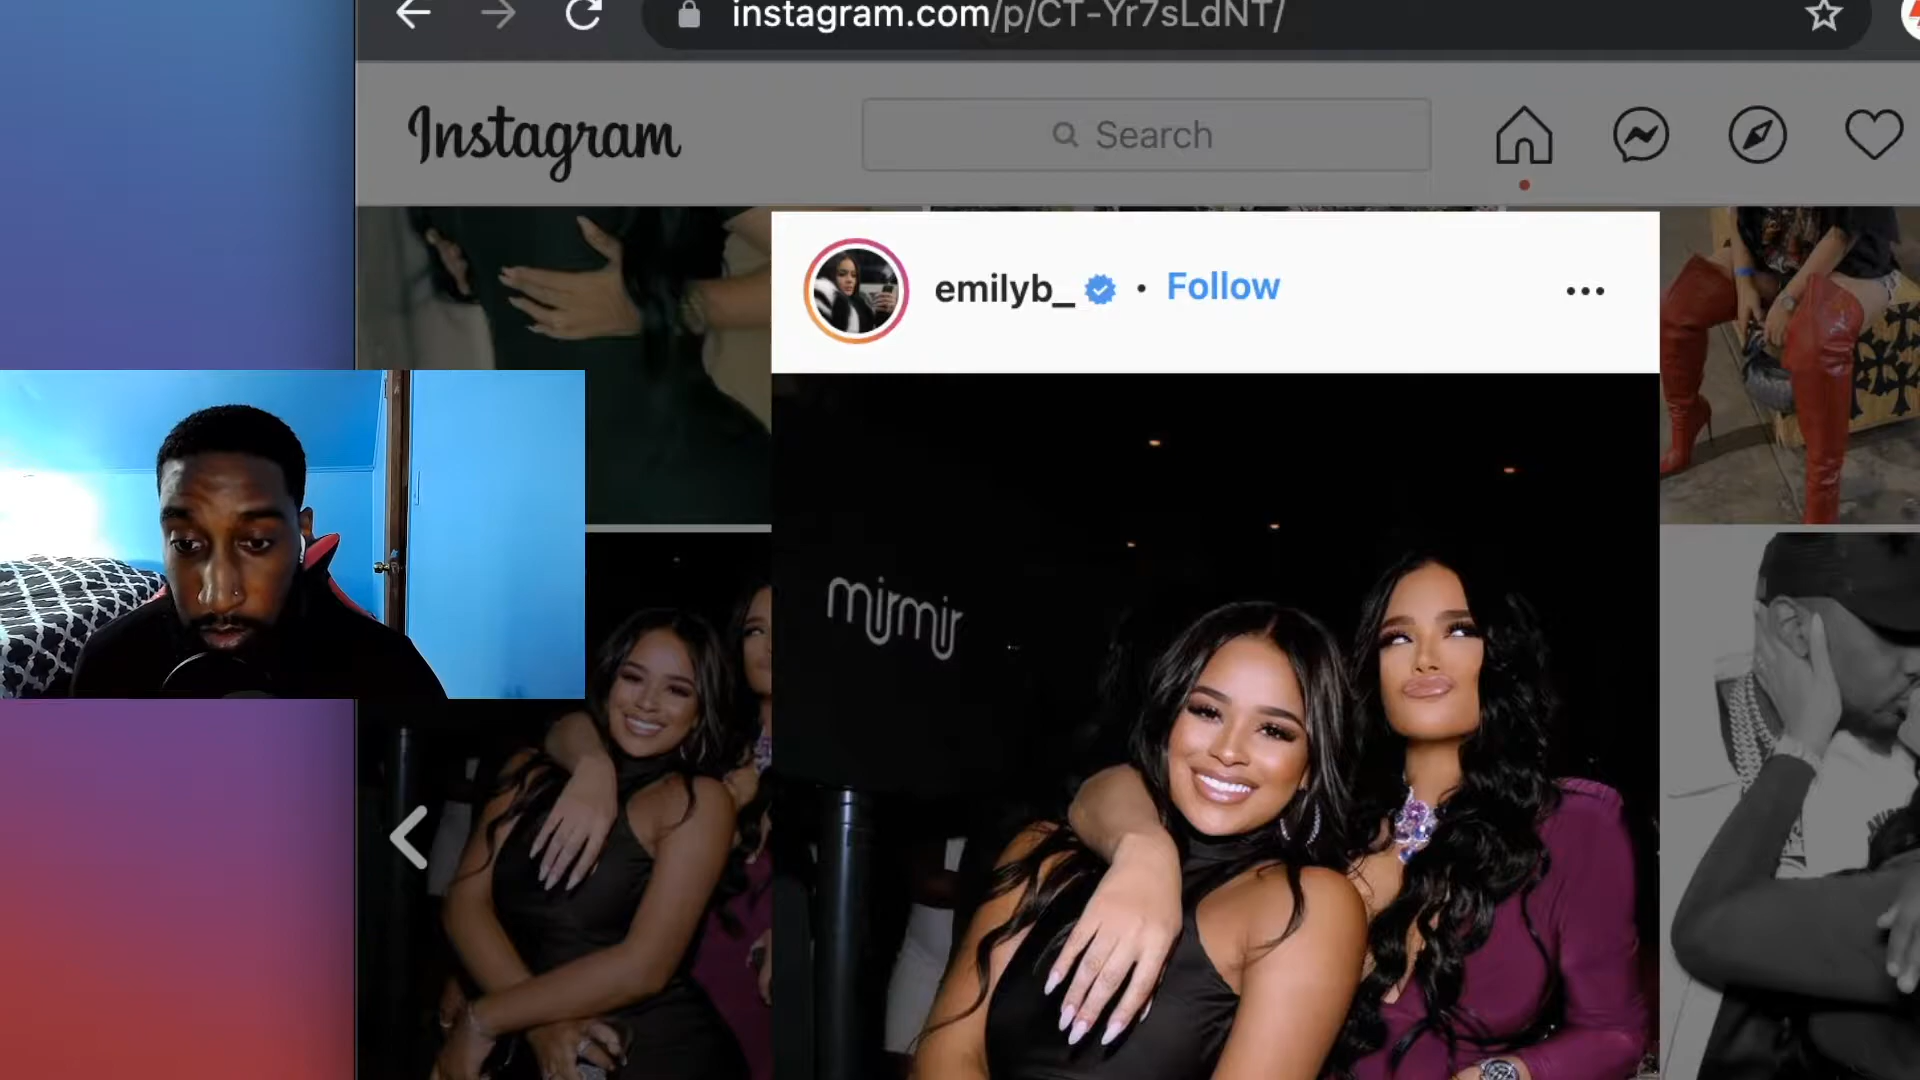 instagram.com/p/CT-Yr7sLdNT/
Instagram
Search
emilyb_ • Follow
mirmir